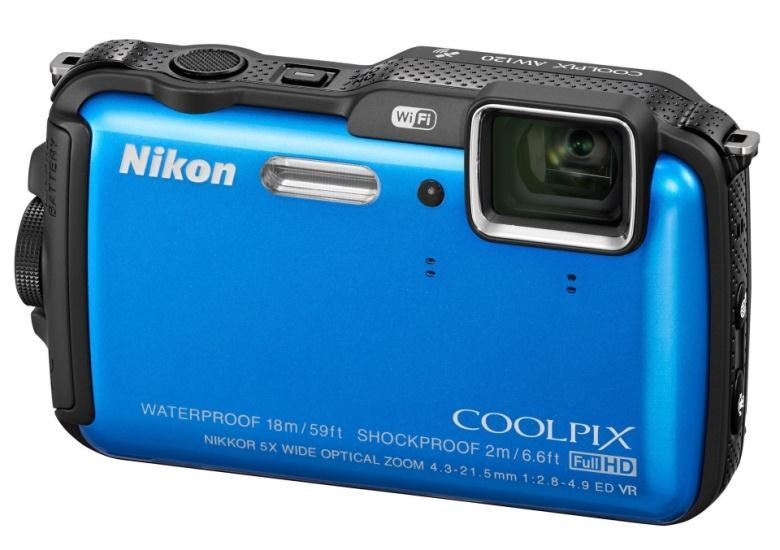 COOLPIX AW120
WiFi
Nikon
BATTERY
COOLPIX
WATERPROOF 18m/59ft SHOCKPROOF 2m/6.6ft Full HD
NIKKOR 5X WIDE OPTICAL ZOOM 4.3-21.5mm 1:2.8-4.9 ED VR